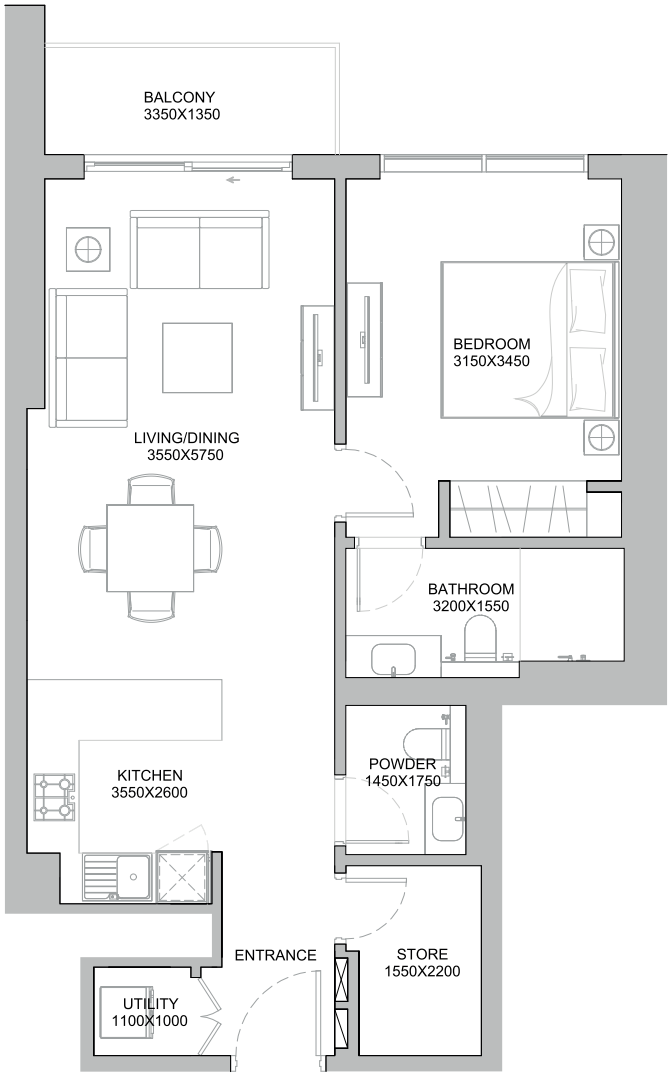 BALCONY
3350X1350
BEDROOM
3150X3450
LIVING/DINING
3550X5750
BATHROOM
3200X1550
POWDER
1450X1750
KITCHEN
3550X2600
ENTRANCE
STORE
1550X2200
UTILITY
1100X1000